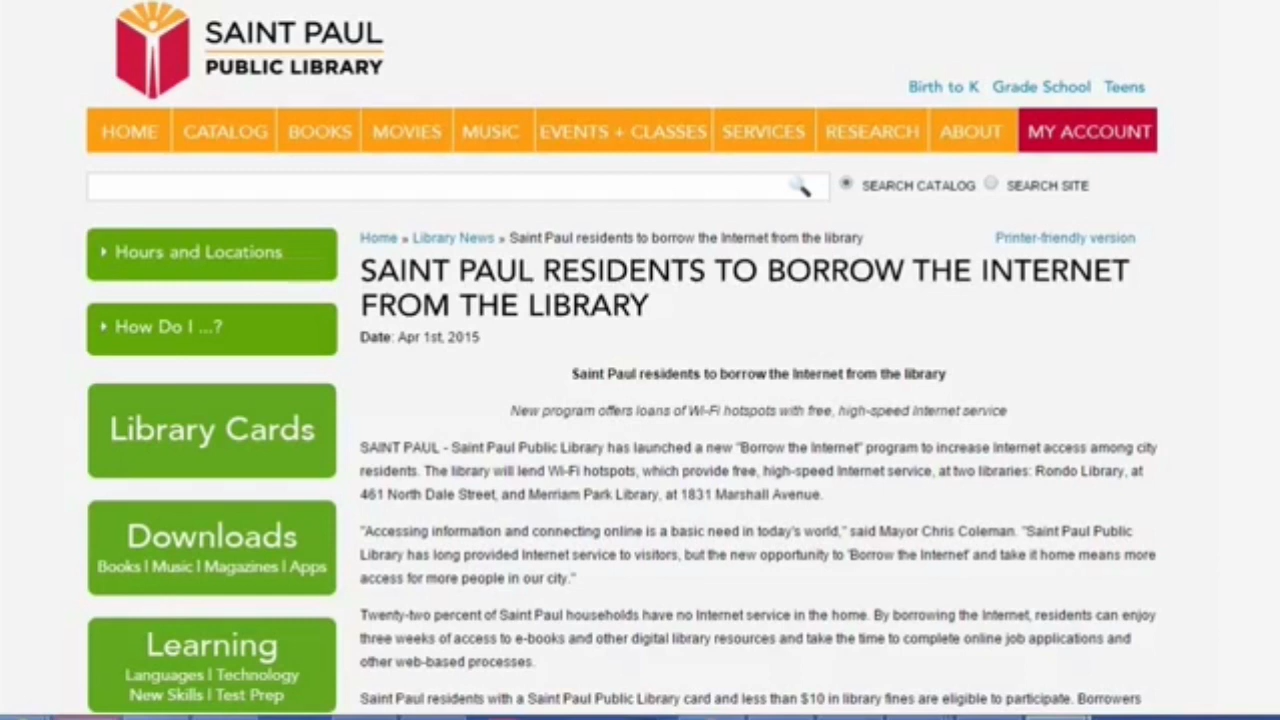 SAINT PAUL
PUBLIC LIBRARY
Birth to K Grade School Teens
HOME CATALOG BOOKS MOVIES MUSIC EVENTS + CLASSES SERVICES RESEARCH ABOUT MY ACCOUNT
SEARCH CATALOG SEARCH SITE
Hours and Locations
How Do I ...?
Library Cards
Downloads
Books | Music | Magazines | Apps
Learning
Languages | Technology
New Skills | Test Prep
Home » Library News » Saint Paul residents to borrow the Internet from the library
Printer-friendly version
SAINT PAUL RESIDENTS TO BORROW THE INTERNET
FROM THE LIBRARY
Date: Apr 1st, 2015
Saint Paul residents to borrow the Internet from the library
New program offers loans of Wi-Fi hotspots with free, high-speed Internet service
SAINT PAUL - Saint Paul Public Library has launched a new "Borrow the Internet" program to increase Internet access among city
residents. The library will lend Wi-Fi hotspots, which provide free, high-speed Internet service, at two libraries: Rondo Library, at
461 North Dale Street, and Merriam Park Library, at 1831 Marshall Avenue.
"Accessing information and connecting online is a basic need in today's world," said Mayor Chris Coleman. "Saint Paul Public
Library has long provided Internet service to visitors, but the new opportunity to 'Borrow the Internet' and take it home means more
access for more people in our city."
Twenty-two percent of Saint Paul households have no Internet service in the home. By borrowing the Internet, residents can enjoy
three weeks of access to e-books and other digital library resources and take the time to complete online job applications and
other web-based processes.
Saint Paul residents with a Saint Paul Public Library card and less than $10 in library fines are eligible to participate. Borrowers